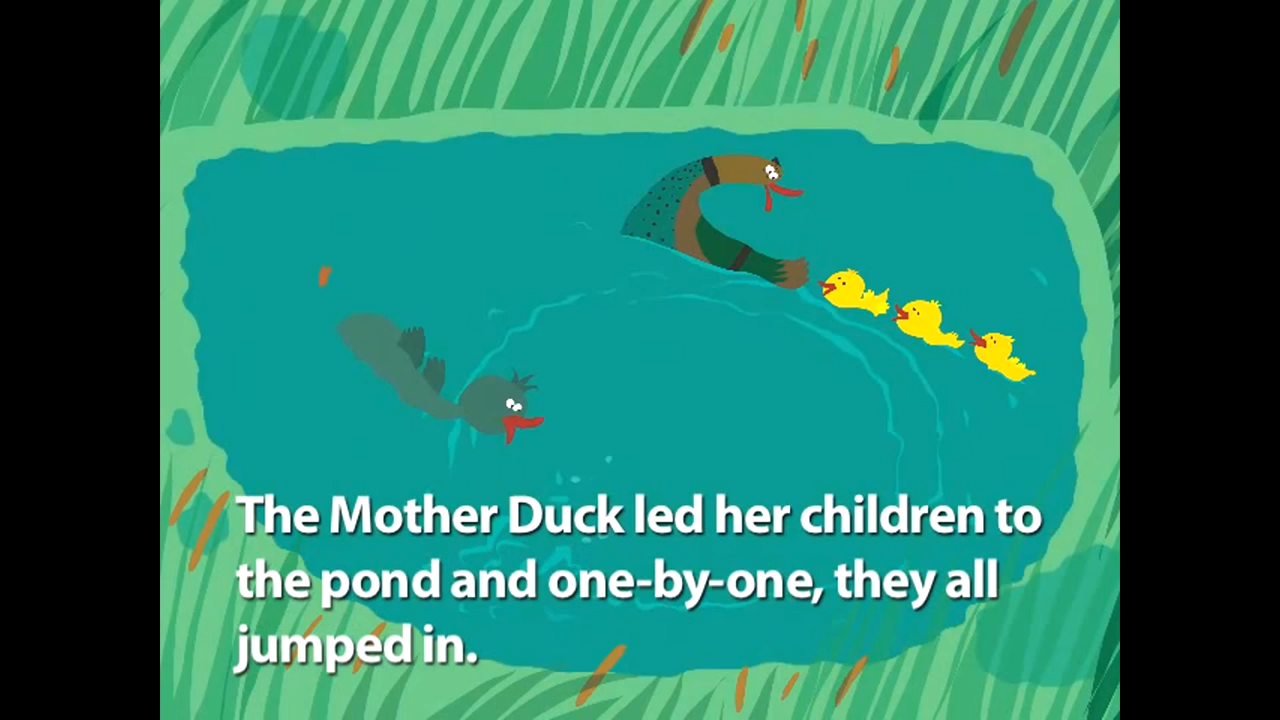 The Mother Duck led her children to
the pond and one-by-one, they all
jumped in.